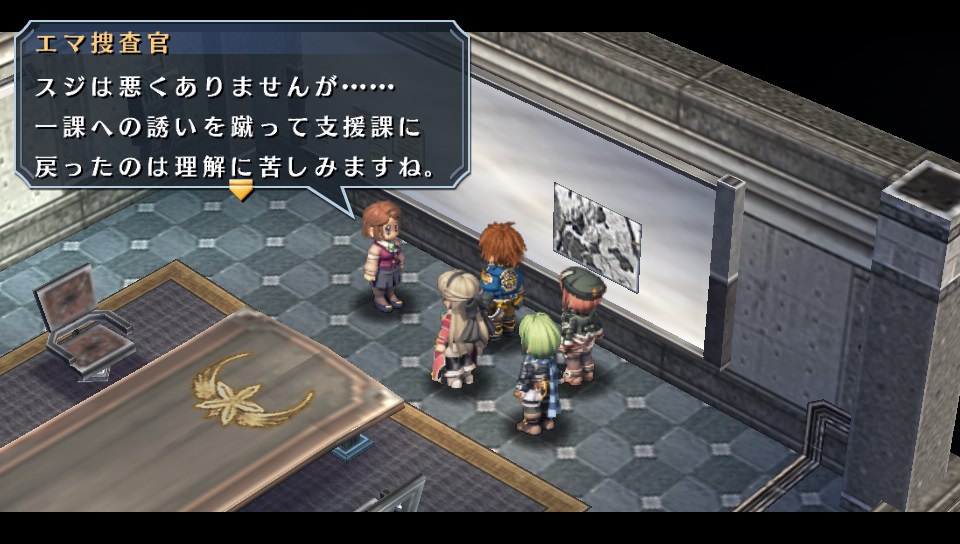 エマ捜査官
スジは悪くありませんが……
一課への誘いを蹴って支援課に
戻ったのは理解に苦しみますね。